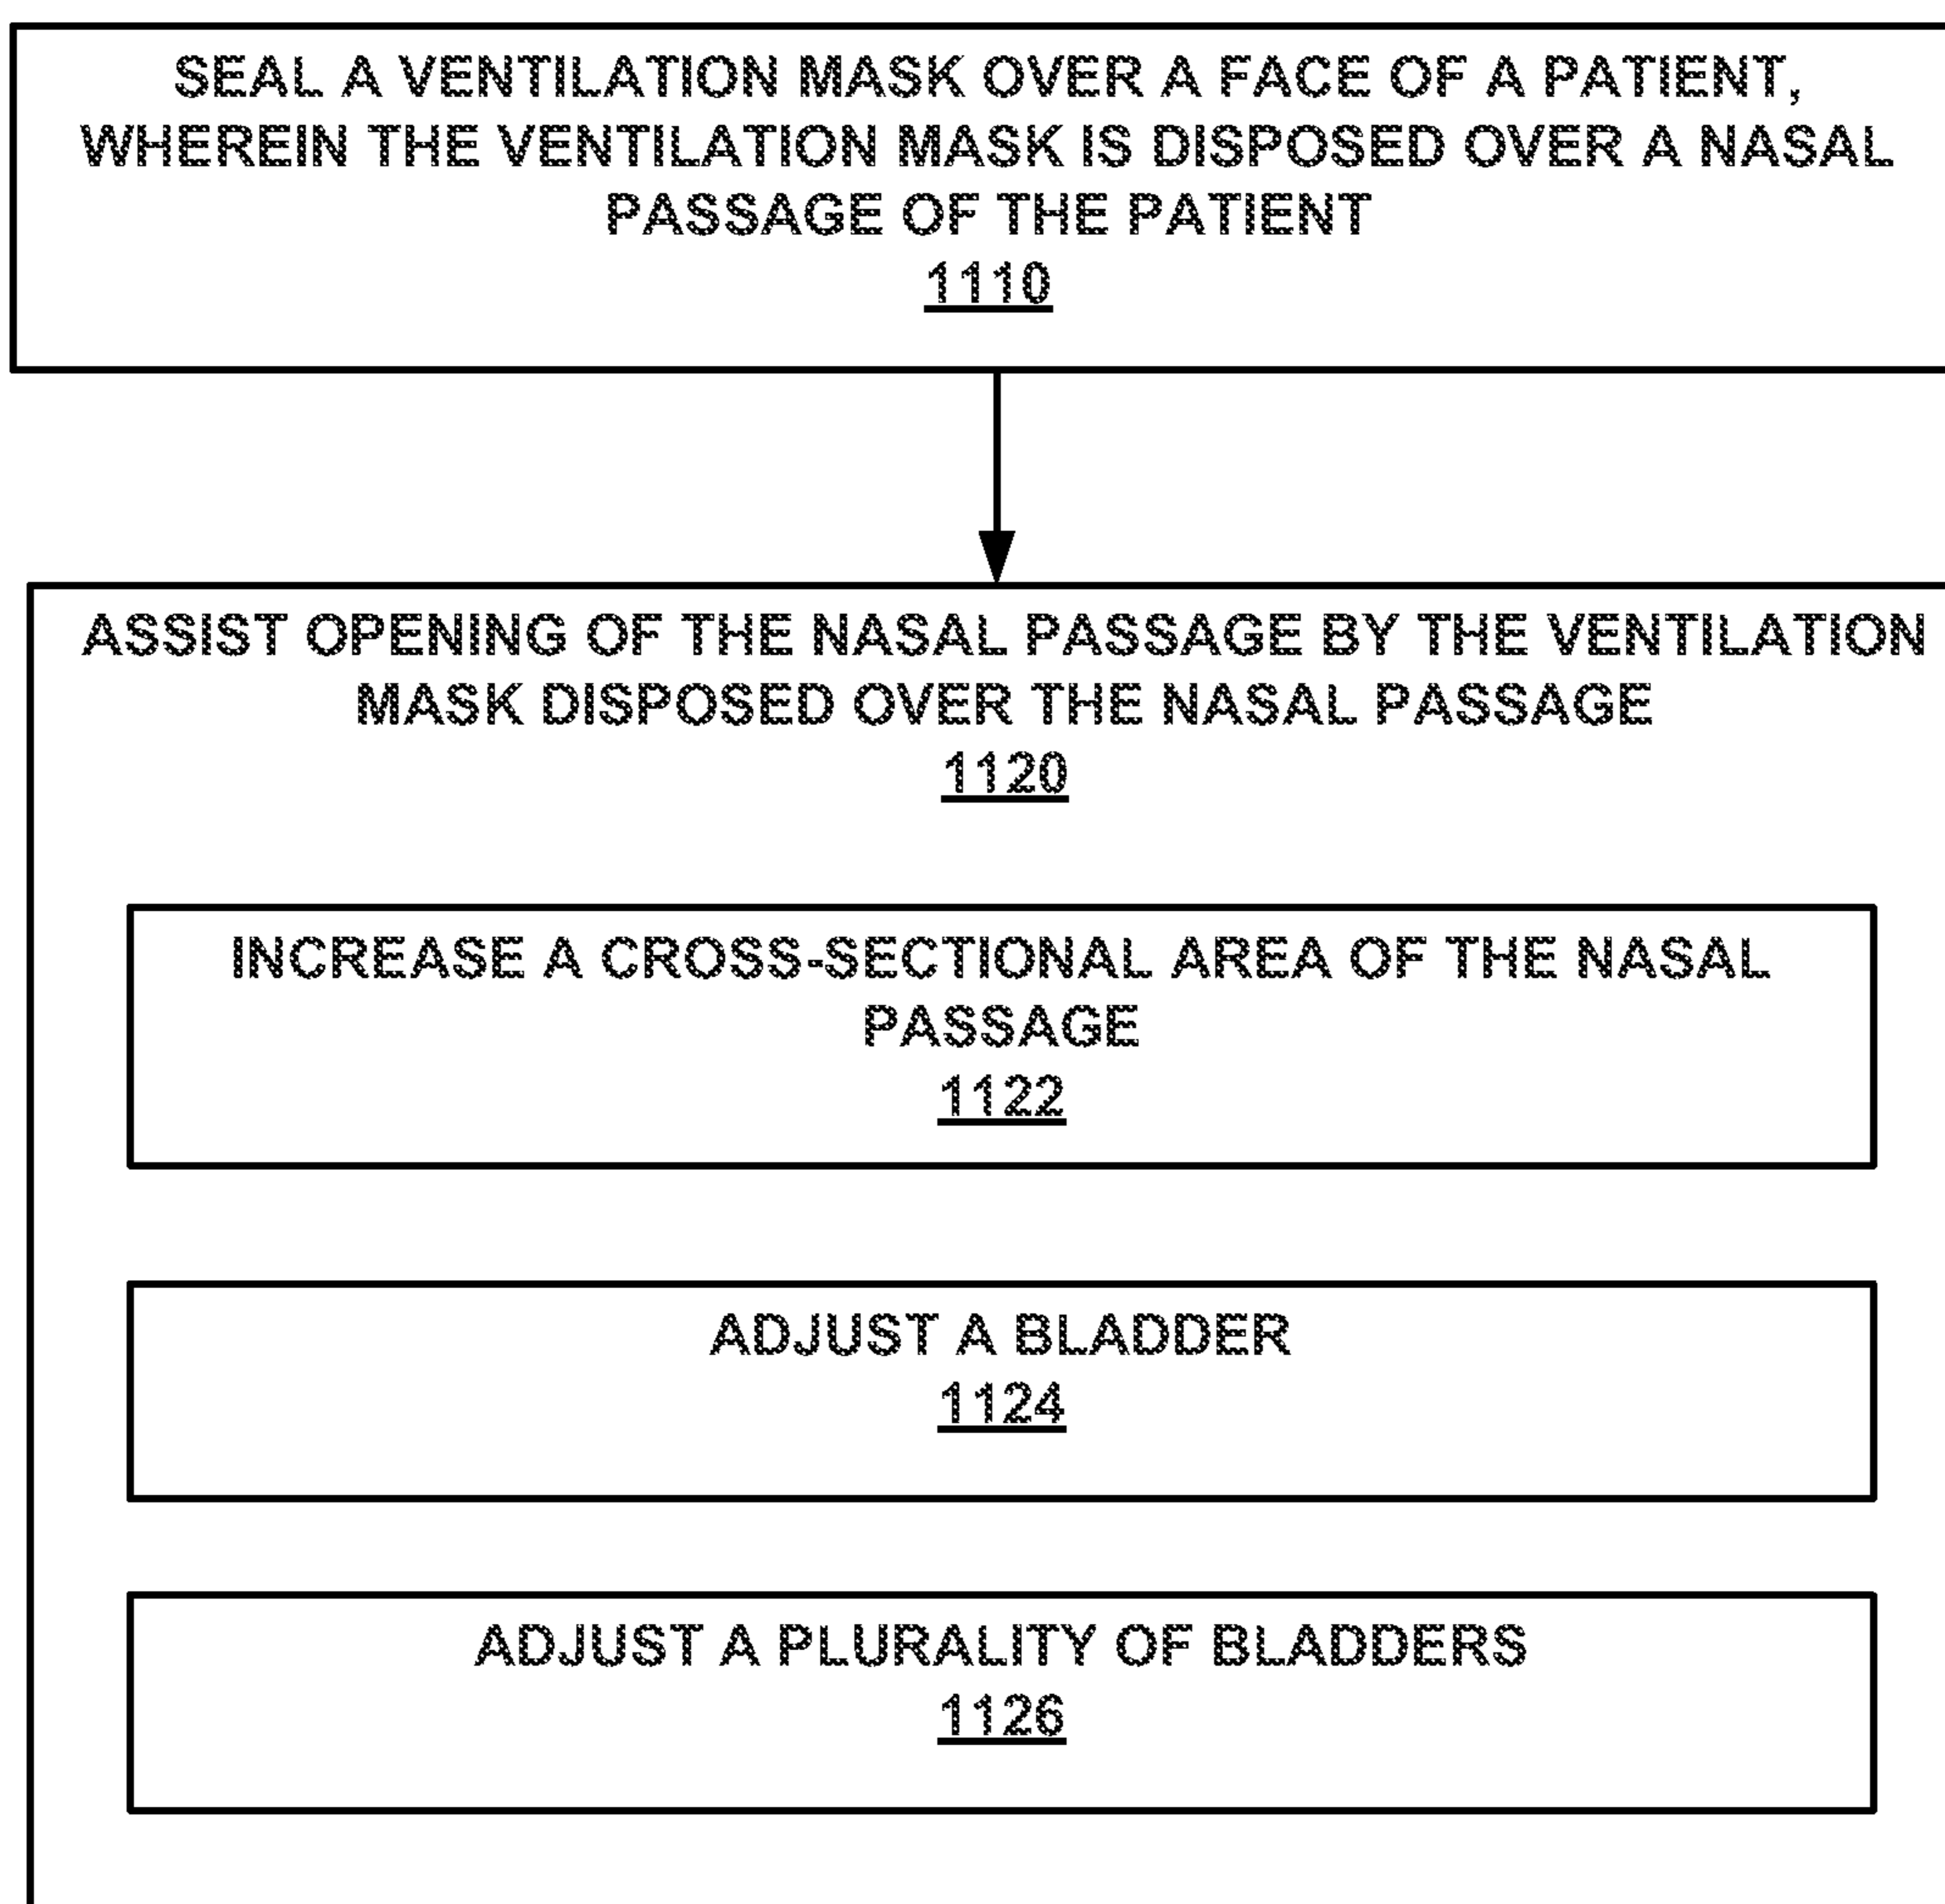 SEAL A VENTILATION MASK OVER A FACE OF A PATIENT,
WHEREIN THE VENTILATION MASK IS DISPOSED OVER A NASAL
PASSAGE OF THE PATIENT
1110
ASSIST OPENING OF THE NASAL PASSAGE BY THE VENTILATION
MASK DISPOSED OVER THE NASAL PASSAGE
1120
INCREASE A CROSS-SECTIONAL AREA OF THE NASAL
PASSAGE
1122
ADJUST A BLADDER
1124
ADJUST A PLURALITY OF BLADDERS
1126